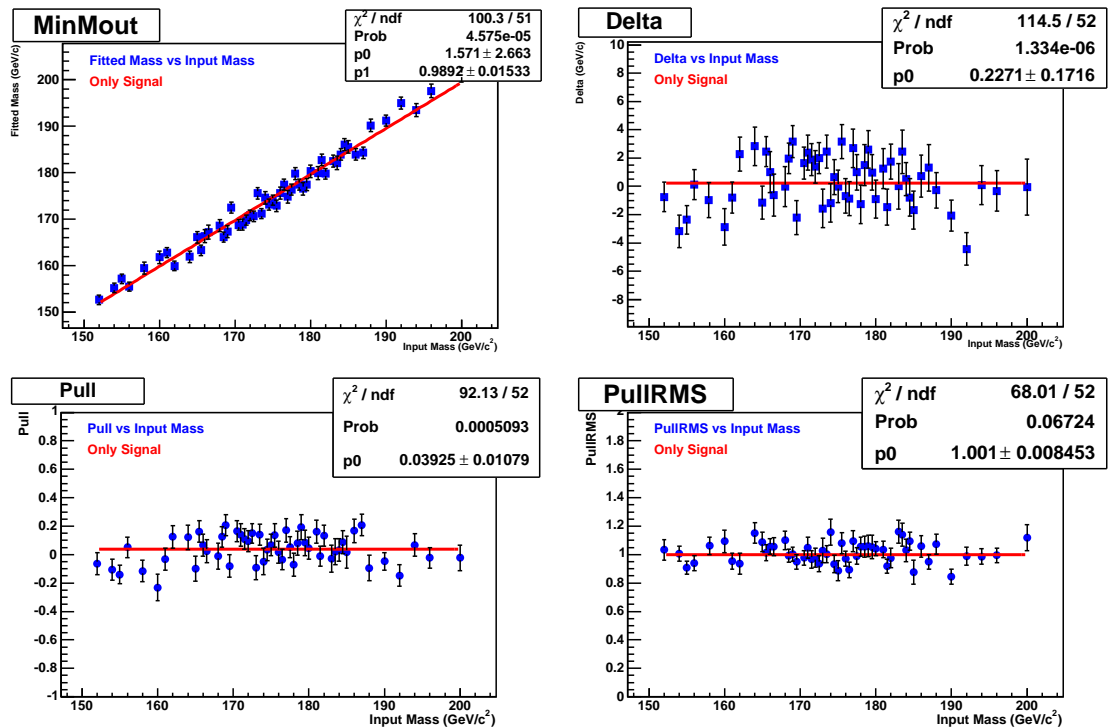 MinMout
χ² / ndf 100.3 / 51
Prob 4.575e-05
p0 1.571 ± 2.663
p1 0.9892 ± 0.01533
Fitted Mass vs Input Mass
Only Signal
Fitted Mass (GeV/c)
200
190
180
170
160
150
150 160 170 180 190 200
Input Mass (GeV/c²)
Delta
χ² / ndf 114.5 / 52
Prob 1.334e-06
p0 0.2271 ± 0.1716
Delta vs Input Mass
Only Signal
Delta (GeV/c)
10
8
6
4
2
0
-2
-4
-6
-8
150 160 170 180 190 200
Input Mass (GeV/c²)
Pull
χ² / ndf 92.13 / 52
Prob 0.0005093
p0 0.03925 ± 0.01079
Pull vs Input Mass
Only Signal
Pull
1
0.8
0.6
0.4
0.2
0
-0.2
-0.4
-0.6
-0.8
-1
150 160 170 180 190 200
Input Mass (GeV/c²)
PullRMS
χ² / ndf 68.01 / 52
Prob 0.06724
p0 1.001 ± 0.008453
PullRMS vs Input Mass
Only Signal
PullRMS
2
1.8
1.6
1.4
1.2
1
0.8
0.6
0.4
0.2
0
150 160 170 180 190 200
Input Mass (GeV/c²)